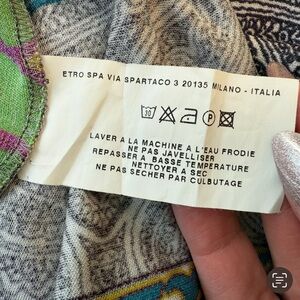 ETRO SPA VIA SPARTACO 3 20135 MILANO - ITALIA
30
P
LAVER A LA MACHINE A L'EAU FROIDE
NE PAS JAVELLISER
REPASSER A BASSE TEMPERATURE
NETTOYER A SEC
NE PAS SECHER PAR CULBUTAGE